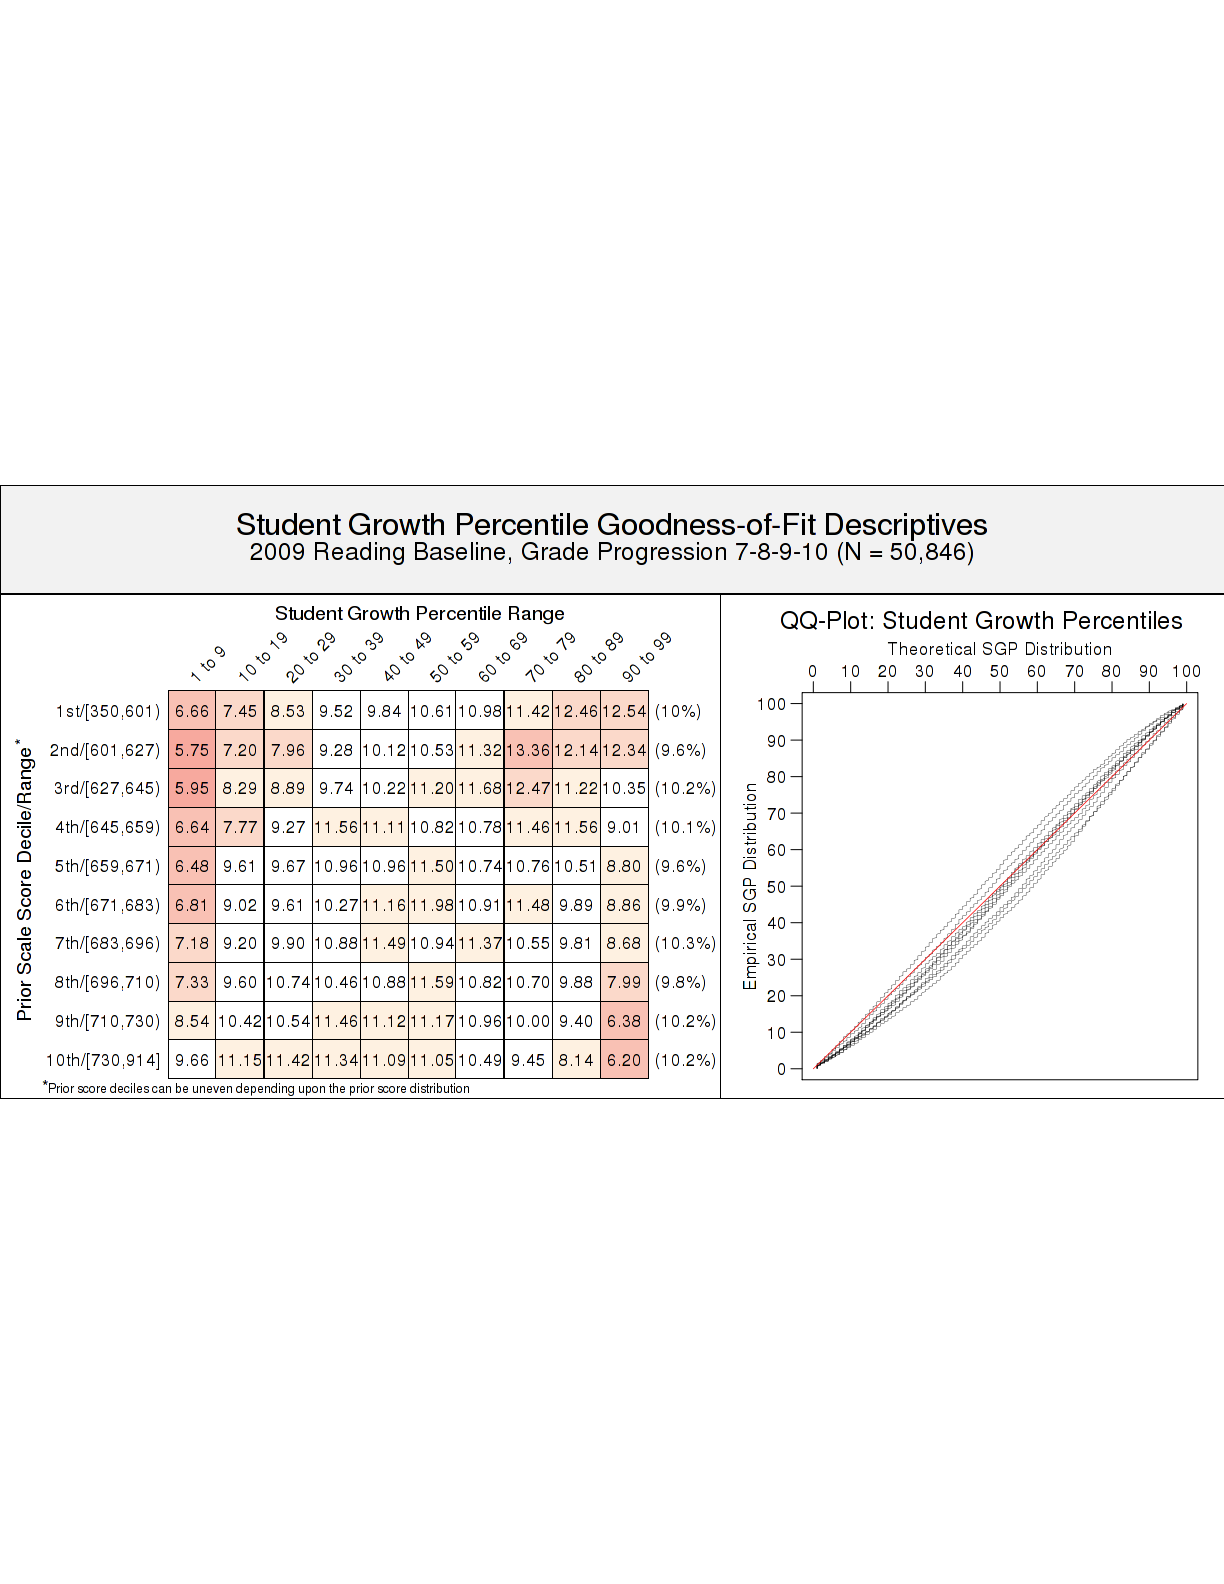 Student Growth Percentile Goodness-of-Fit Descriptives
2009 Reading Baseline, Grade Progression 7-8-9-10 (N = 50,846)
Student Growth Percentile Range
1 to 9 10 to 19 20 to 29 30 to 39 40 to 49 50 to 59 60 to 69 70 to 79 80 to 89 90 to 99
Prior Scale Score Decile/Range*
1st/[350,601) 6.66 7.45 8.53 9.52 9.84 10.61 10.98 11.42 12.46 12.54 (10%)
2nd/[601,627) 5.75 7.20 7.96 9.28 10.12 10.53 11.32 13.36 12.14 12.34 (9.6%)
3rd/[627,645) 5.95 8.29 8.89 9.74 10.22 11.20 11.68 12.47 11.22 10.35 (10.2%)
4th/[645,659) 6.64 7.77 9.27 11.56 11.11 10.82 10.78 11.46 11.56 9.01 (10.1%)
5th/[659,671) 6.48 9.61 9.67 10.96 10.96 11.50 10.74 10.76 10.51 8.80 (9.6%)
6th/[671,683) 6.81 9.02 9.61 10.27 11.16 11.98 10.91 11.48 9.89 8.86 (9.9%)
7th/[683,696) 7.18 9.20 9.90 10.88 11.49 10.94 11.37 10.55 9.81 8.68 (10.3%)
8th/[696,710) 7.33 9.60 10.74 10.46 10.88 11.59 10.82 10.70 9.88 7.99 (9.8%)
9th/[710,730) 8.54 10.42 10.54 11.46 11.12 11.17 10.96 10.00 9.40 6.38 (10.2%)
10th/[730,914] 9.66 11.15 11.42 11.34 11.09 11.05 10.49 9.45 8.14 6.20 (10.2%)
*Prior score deciles can be uneven depending upon the prior score distribution
QQ-Plot: Student Growth Percentiles
Theoretical SGP Distribution
0 10 20 30 40 50 60 70 80 90 100
Empirical SGP Distribution
100
90
80
70
60
50
40
30
20
10
0